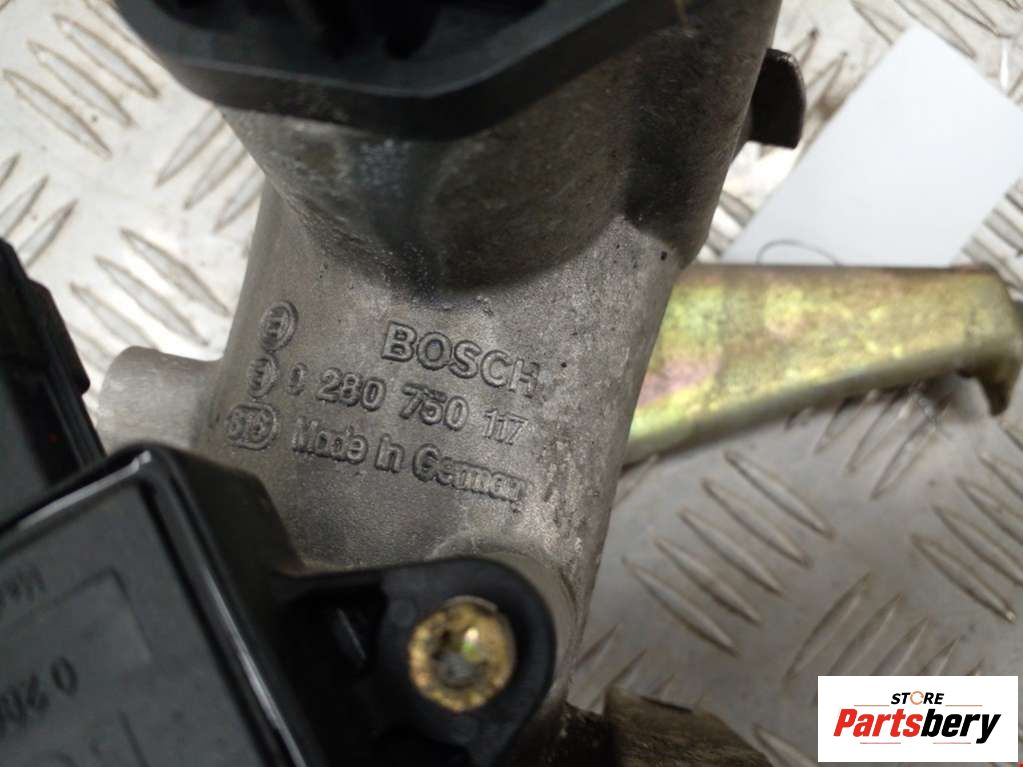 BOSCH
0 280 750 117
Made in Germany
STORE
Partsbery